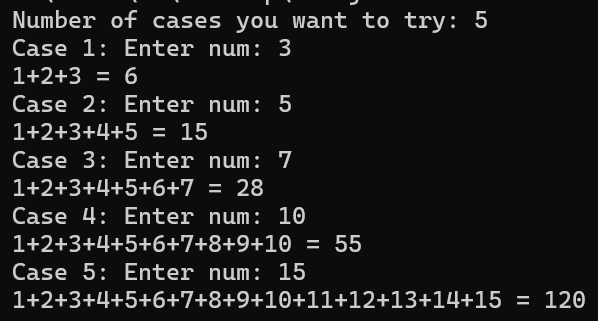 Number of cases you want to try: 5
Case 1: Enter num: 3
1+2+3 = 6
Case 2: Enter num: 5
1+2+3+4+5 = 15
Case 3: Enter num: 7
1+2+3+4+5+6+7 = 28
Case 4: Enter num: 10
1+2+3+4+5+6+7+8+9+10 = 55
Case 5: Enter num: 15
1+2+3+4+5+6+7+8+9+10+11+12+13+14+15 = 120